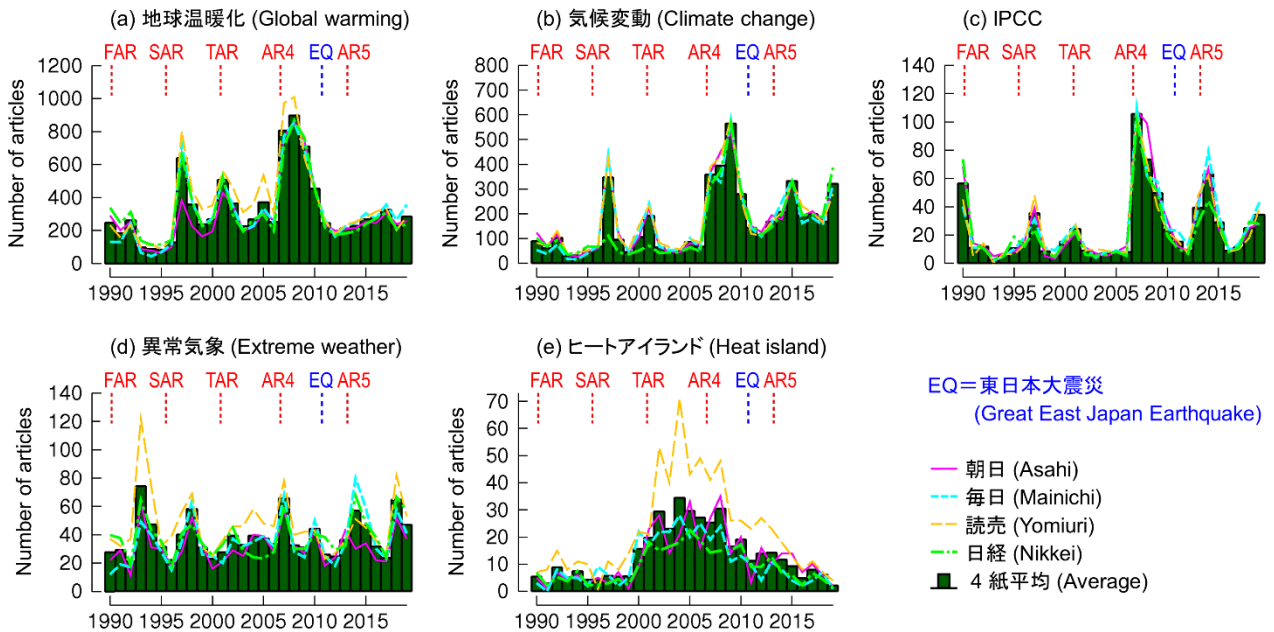 (a) 地球温暖化 (Global warming)
FAR SAR TAR AR4 EQ AR5
Number of articles
1200
1000
800
600
400
200
0
1990 1995 2000 2005 2010 2015
(b) 気候変動 (Climate change)
FAR SAR TAR AR4 EQ AR5
Number of articles
800
700
600
500
400
300
200
100
0
1990 1995 2000 2005 2010 2015
(c) IPCC
FAR SAR TAR AR4 EQ AR5
Number of articles
140
120
100
80
60
40
20
0
1990 1995 2000 2005 2010 2015
(d) 異常気象 (Extreme weather)
FAR SAR TAR AR4 EQ AR5
Number of articles
140
120
100
80
60
40
20
0
1990 1995 2000 2005 2010 2015
(e) ヒートアイランド (Heat island)
FAR SAR TAR AR4 EQ AR5
Number of articles
70
60
50
40
30
20
10
0
1990 1995 2000 2005 2010 2015
EQ＝東日本大震災
(Great East Japan Earthquake)
朝日 (Asahi)
毎日 (Mainichi)
読売 (Yomiuri)
日経 (Nikkei)
４紙平均 (Average)